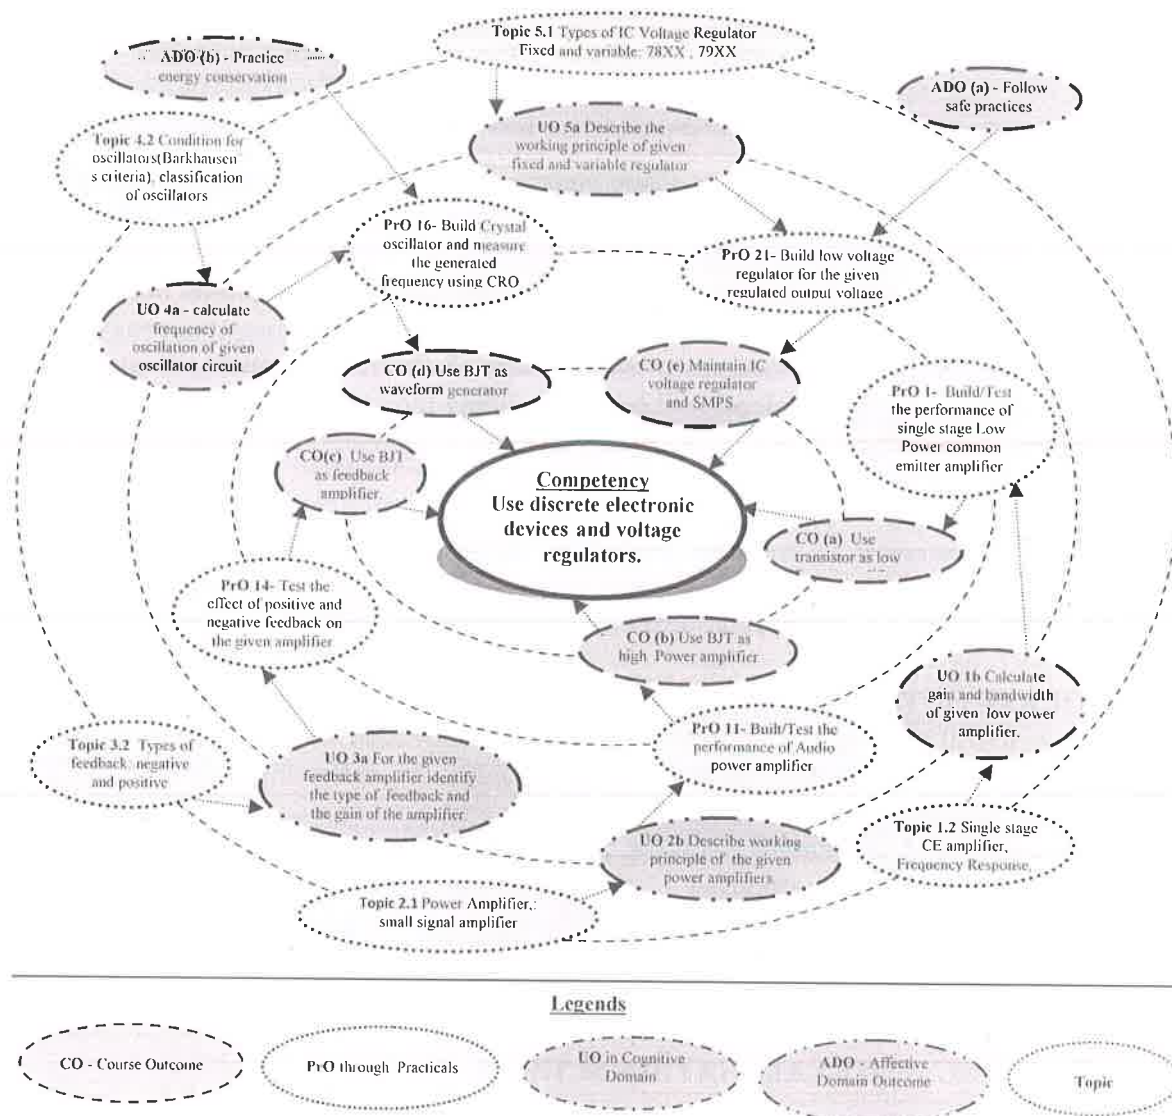 Topic 5.1 Types of IC Voltage Regulator
Fixed and variable: 78XX , 79XX
ADO (b) - Practice
energy conservation
ADO (a) - Follow
safe practices
Topic 4.2 Condition for
oscillators(Barkhausen
s criteria), classification
of oscillators
UO 5a Describe the
working principle of given
fixed and variable regulator
PrO 16- Build Crystal
oscillator and measure
the generated
frequency using CRO
PrO 21- Build low voltage
regulator for the given
regulated output voltage
UO 4a - calculate
frequency of
oscillation of given
oscillator circuit
CO (d) Use BJT as
waveform generator
CO (e) Maintain IC
voltage regulator
and SMPS.
PrO 1- Build/Test
the performance of
single stage Low
Power common
emitter amplifier
CO(c) Use BJT
as feedback
amplifier.
Competency
Use discrete electronic
devices and voltage
regulators.
CO (a) Use
transistor as low
PrO 14- Test the
effect of positive and
negative feedback on
the given amplifier
CO (b) Use BJT as
high Power amplifier
UO 1b Calculate
gain and bandwidth
of given low power
amplifier.
PrO 11- Built/Test the
performance of Audio
power amplifier
Topic 3.2 Types of
feedback: negative
and positive
UO 3a For the given
feedback amplifier identify
the type of feedback and
the gain of the amplifier.
UO 2b Describe working
principle of the given
power amplifiers
Topic 1.2 Single stage
CE amplifier,
Frequency Response,
Topic 2.1 Power Amplifier,:
small signal amplifier
Legends
CO - Course Outcome
PrO through Practicals
UO in Cognitive
Domain
ADO - Affective
Domain Outcome
Topic